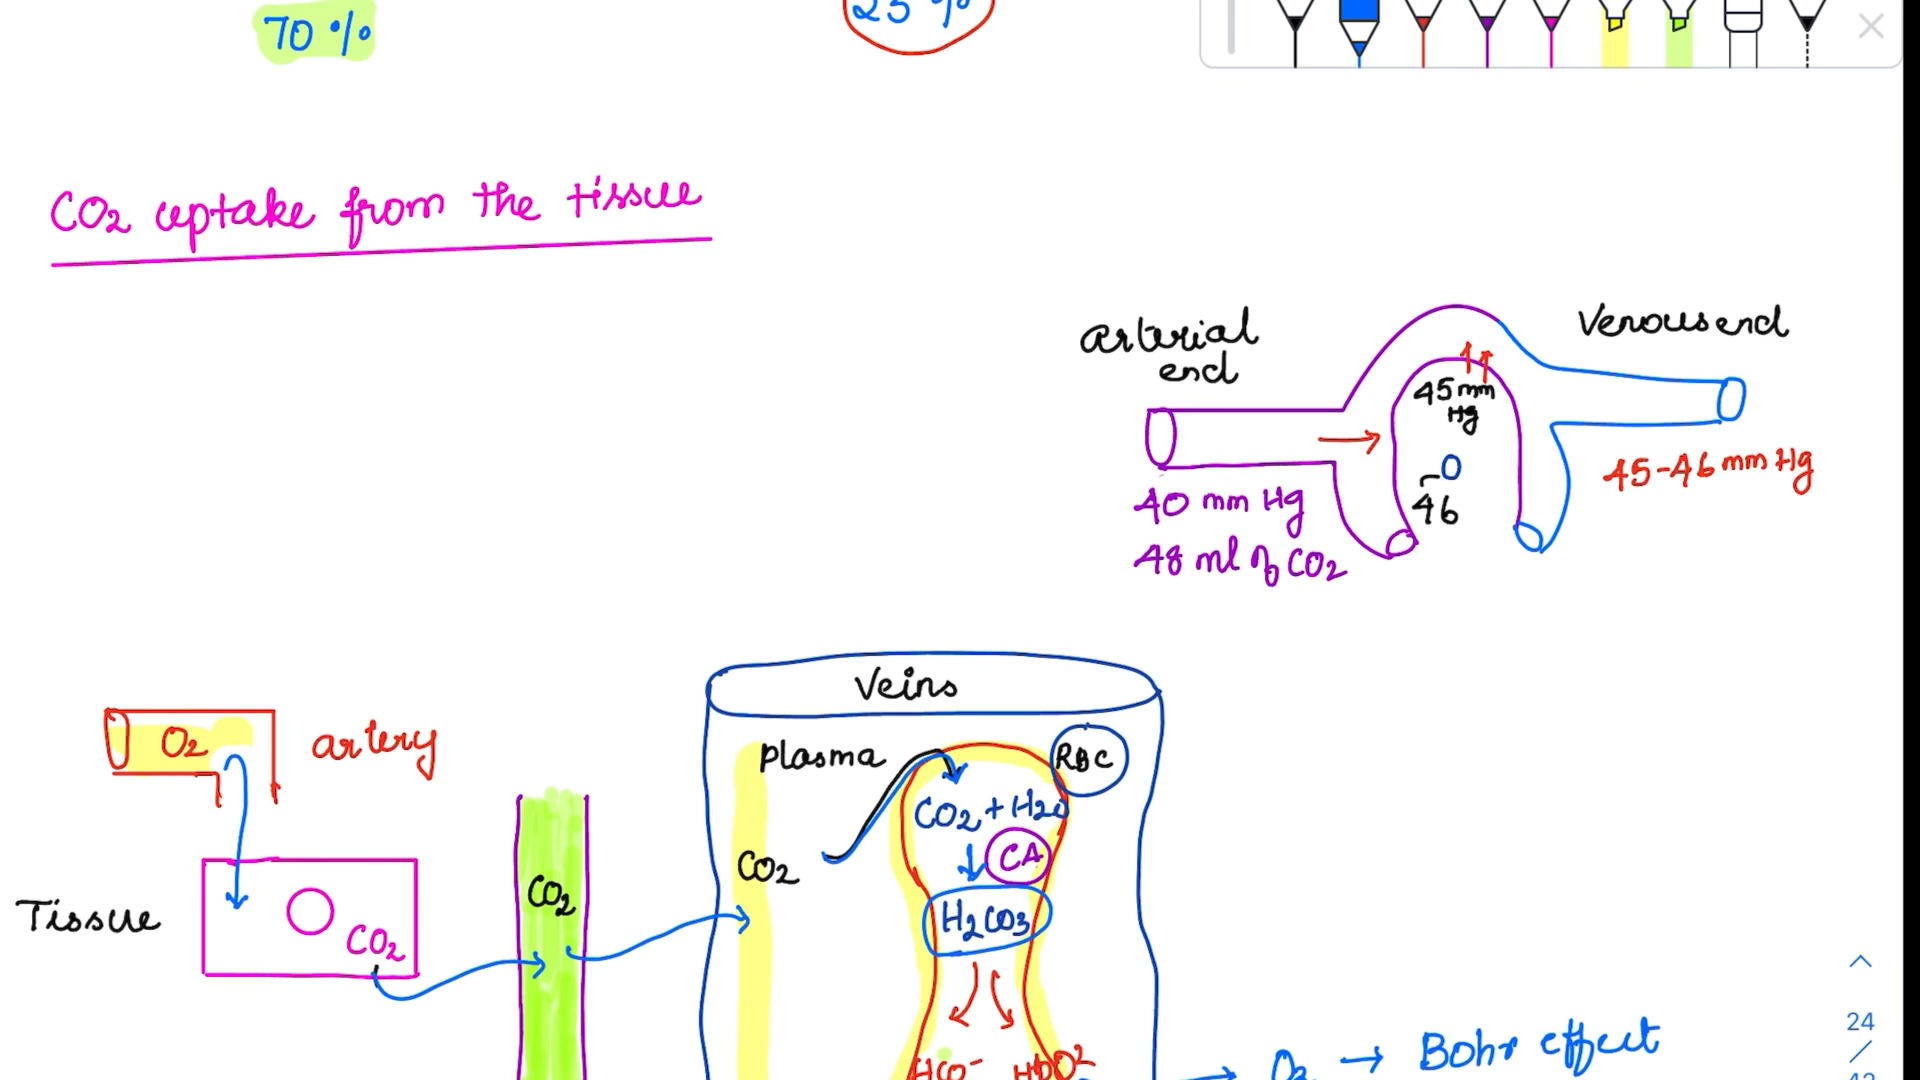 70 %
25 %
CO2 uptake from the tissue
Arterial end
Venous end
45 mm Hg
46
45-46 mm Hg
40 mm Hg
48 ml of CO2
Veins
O2
artery
Plasma
RBC
CO2 + H2O
CA
CO2
CO2
H2CO3
Tissue
CO2
24
/
Bohr effect
O2